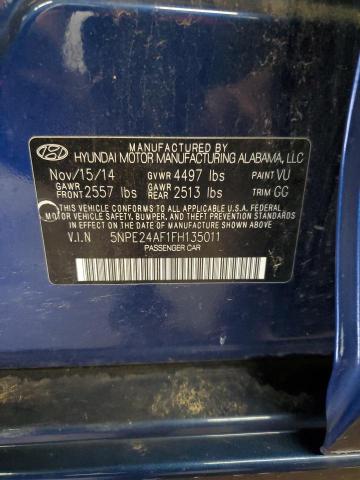 MANUFACTURED BY
HYUNDAI MOTOR MANUFACTURING ALABAMA, LLC
Nov/15/14 GVWR 4497 lbs PAINT VU
GAWR FRONT 2557 lbs GAWR REAR 2513 lbs TRIM GG
THIS VEHICLE CONFORMS TO ALL APPLICABLE U.S.A. FEDERAL
MOTOR VEHICLE SAFETY, BUMPER, AND THEFT PREVENTION STANDARDS
IN EFFECT ON THE DATE OF MANUFACTURE SHOWN ABOVE.
V.I.N 5NPE24AF1FH135011
PASSENGER CAR